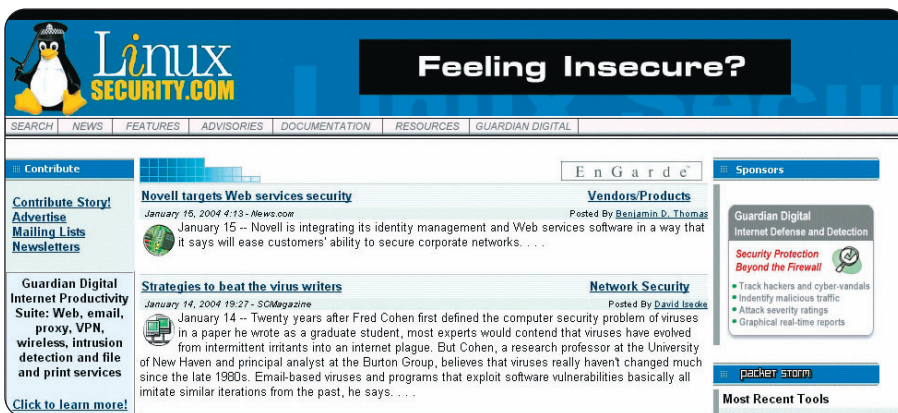 Linux
SECURITY.COM
Feeling Insecure?
SEARCH NEWS FEATURES ADVISORIES DOCUMENTATION RESOURCES GUARDIAN DIGITAL
Contribute
Contribute Story!
Advertise
Mailing Lists
Newsletters
Guardian Digital
Internet Productivity
Suite: Web, email,
proxy, VPN,
wireless, intrusion
detection and file
and print services
Click to learn more!
EnGarde™
Novell targets Web services security Vendors/Products
January 15, 2004 4:13 - News.com Posted By Benjamin D. Thomas
January 15 -- Novell is integrating its identity management and Web services software in a way that
it says will ease customers' ability to secure corporate networks. . . .
Strategies to beat the virus writers Network Security
January 14, 2004 19:27 - SCMagazine Posted By David Isecke
January 14 -- Twenty years after Fred Cohen first defined the computer security problem of viruses
in a paper he wrote as a graduate student, most experts would contend that viruses have evolved
from intermittent irritants into an internet plague. But Cohen, a research professor at the University
of New Haven and principal analyst at the Burton Group, believes that viruses really haven't changed much
since the late 1980s. Email-based viruses and programs that exploit software vulnerabilities basically all
imitate similar iterations from the past, he says. . . .
Sponsors
Guardian Digital
Internet Defense and Detection
Security Protection
Beyond the Firewall
• Track hackers and cyber-vandals
• Indentify malicious traffic
• Attack severity ratings
• Graphical real-time reports
packet storm
Most Recent Tools